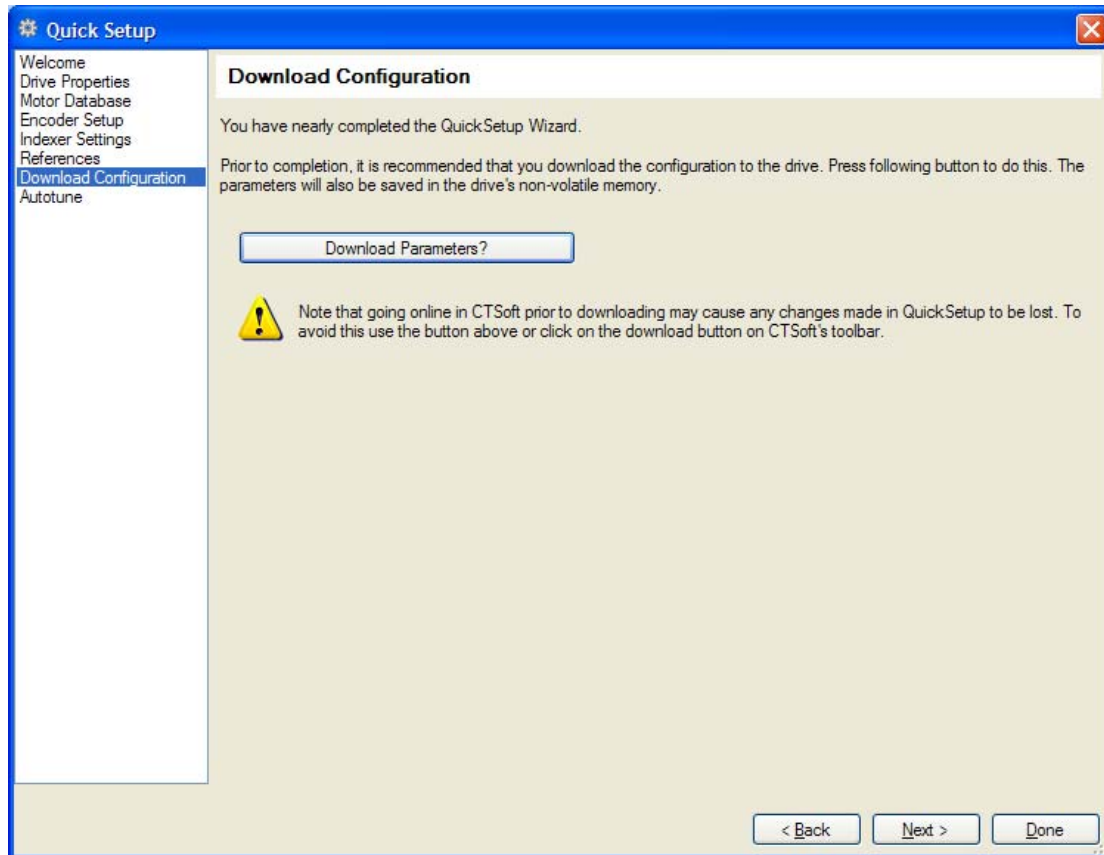 Quick Setup
Welcome
Drive Properties
Motor Database
Encoder Setup
Indexer Settings
References
Download Configuration
Autotune
Download Configuration
You have nearly completed the QuickSetup Wizard.
Prior to completion, it is recommended that you download the configuration to the drive. Press following button to do this. The
parameters will also be saved in the drive's non-volatile memory.
Download Parameters?
Note that going online in CTSoft prior to downloading may cause any changes made in QuickSetup to be lost. To
avoid this use the button above or click on the download button on CTSoft's toolbar.
< Back
Next >
Done